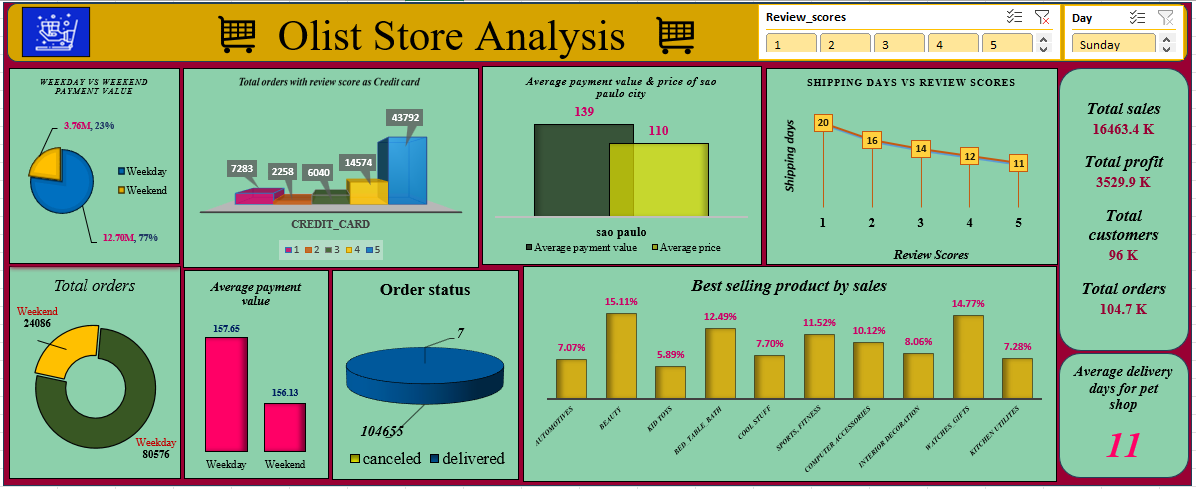 Olist Store Analysis
Review_scores
1 2 3 4 5
Day
Sunday
WEEKDAY VS WEEKEND
PAYMENT VALUE
3.76M, 23%
Weekday
Weekend
12.70M, 77%
Total orders with review score as Credit card
7283
2258
6040
14574
43792
CREDIT_CARD
1 2 3 4 5
Average payment value & price of sao
paulo city
139
110
sao paulo
Average payment value Average price
SHIPPING DAYS VS REVIEW SCORES
Shipping days
20
16
14
12
11
1 2 3 4 5
Review Scores
Total sales
16463.4 K
Total profit
3529.9 K
Total
customers
96 K
Total orders
104.7 K
Total orders
Weekend
24086
Weekday
80576
Average payment
value
157.65
156.13
Weekday Weekend
Order status
7
104655
canceled delivered
Best selling product by sales
7.07%
15.11%
5.89%
12.49%
7.70%
11.52%
10.12%
8.06%
14.77%
7.28%
AUTOMOTIVES
BEAUTY
KID TOYS
BED_TABLE_BATH
COOL STUFF
SPORTS, FITNESS
COMPUTER ACCESSORIES
INTERIOR DECORATION
WATCHES, GIFTS
KITCHEN UTILITES
Average delivery
days for pet
shop
11